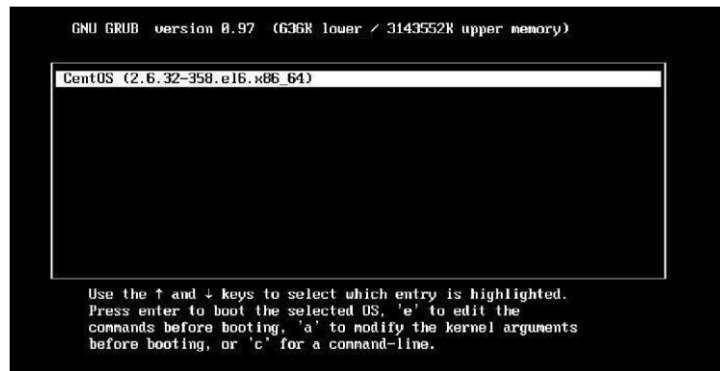 GNU GRUB  version 0.97  (636K lower / 3143552K upper memory)
CentOS (2.6.32-358.el6.x86_64)
Use the ↑ and ↓ keys to select which entry is highlighted.
Press enter to boot the selected OS, 'e' to edit the
commands before booting, 'a' to modify the kernel arguments
before booting, or 'c' for a command-line.